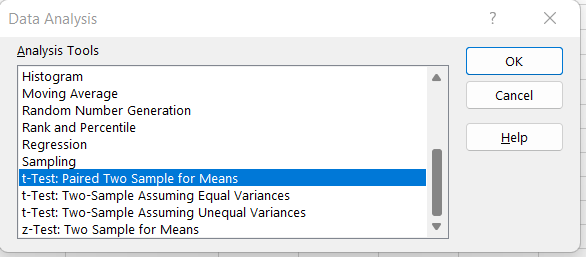 Data Analysis
?
Analysis Tools
Histogram
Moving Average
Random Number Generation
Rank and Percentile
Regression
Sampling
t-Test: Paired Two Sample for Means
t-Test: Two-Sample Assuming Equal Variances
t-Test: Two-Sample Assuming Unequal Variances
z-Test: Two Sample for Means
OK
Cancel
Help